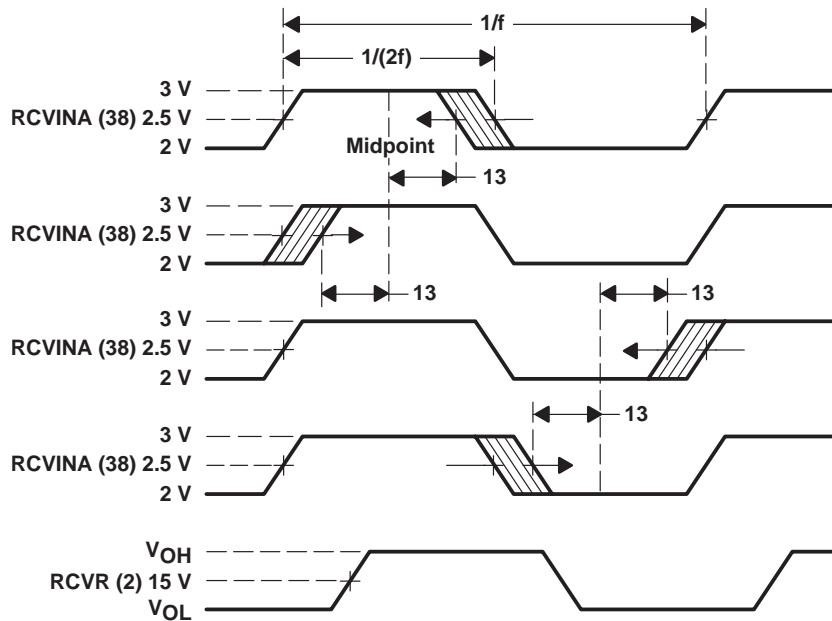 1/f
1/(2f)
3 V
RCVINA (38) 2.5 V
2 V
Midpoint
13
3 V
RCVINA (38) 2.5 V
2 V
13
13
3 V
RCVINA (38) 2.5 V
2 V
13
3 V
RCVINA (38) 2.5 V
2 V
VOH
RCVR (2) 15 V
VOL